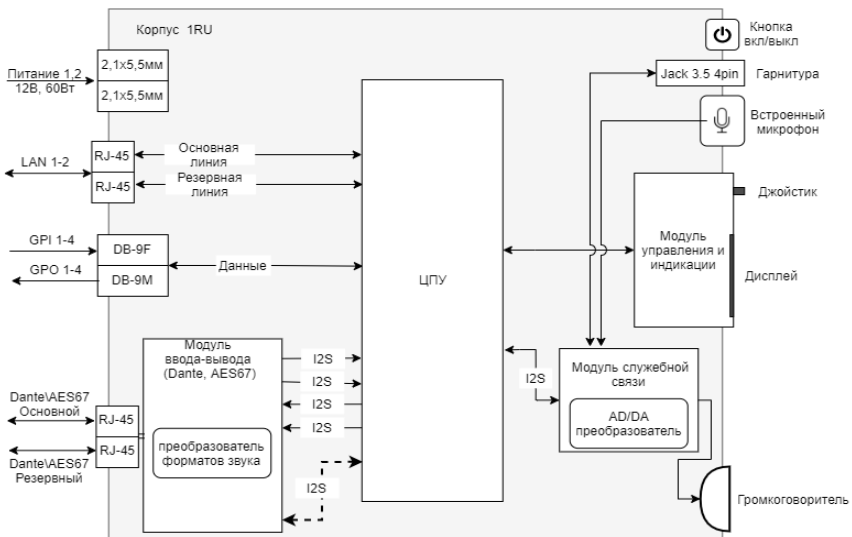 Корпус 1RU
Кнопка
вкл/выкл
Питание 1,2
12В, 60Вт
2,1х5,5мм
2,1х5,5мм
Jack 3.5 4pin
Гарнитура
Встроенный
микрофон
LAN 1-2
RJ-45
RJ-45
Основная
линия
Резервная
линия
Джойстик
Модуль
управления и
индикации
Дисплей
GPI 1-4
GPO 1-4
DB-9F
DB-9M
Данные
ЦПУ
Модуль
ввода-вывода
(Dante, AES67)
I2S
I2S
I2S
I2S
I2S
I2S
Модуль служебной
связи
AD/DA
преобразователь
Dante\AES67
Основной
RJ-45
RJ-45
Dante\AES67
Резервный
преобразователь
форматов звука
Громкоговоритель